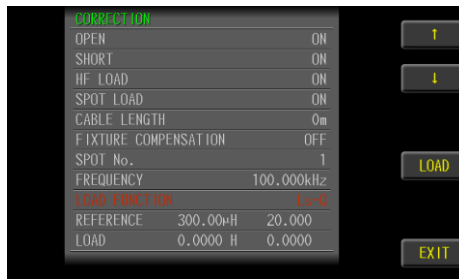 CORRECTION
OPEN ON
SHORT ON
HF LOAD ON
SPOT LOAD ON
CABLE LENGTH 0m
FIXTURE COMPENSATION OFF
SPOT No. 1
FREQUENCY 100.000kHz
LOAD FUNCTION Ls-Q
REFERENCE 300.00μH 20.000
LOAD 0.0000 H 0.0000
↑
↓
LOAD
EXIT